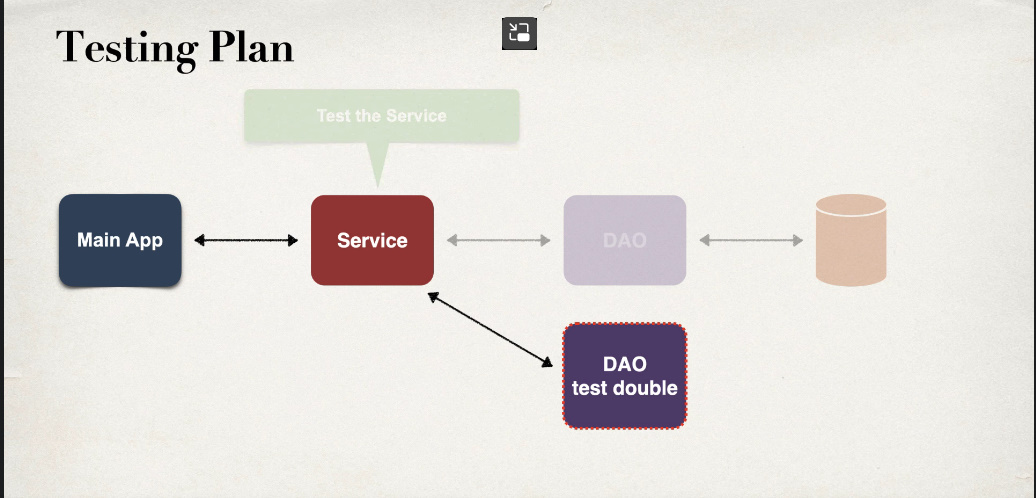 Testing Plan
Test the Service
Main App
Service
DAO
DAO
test double